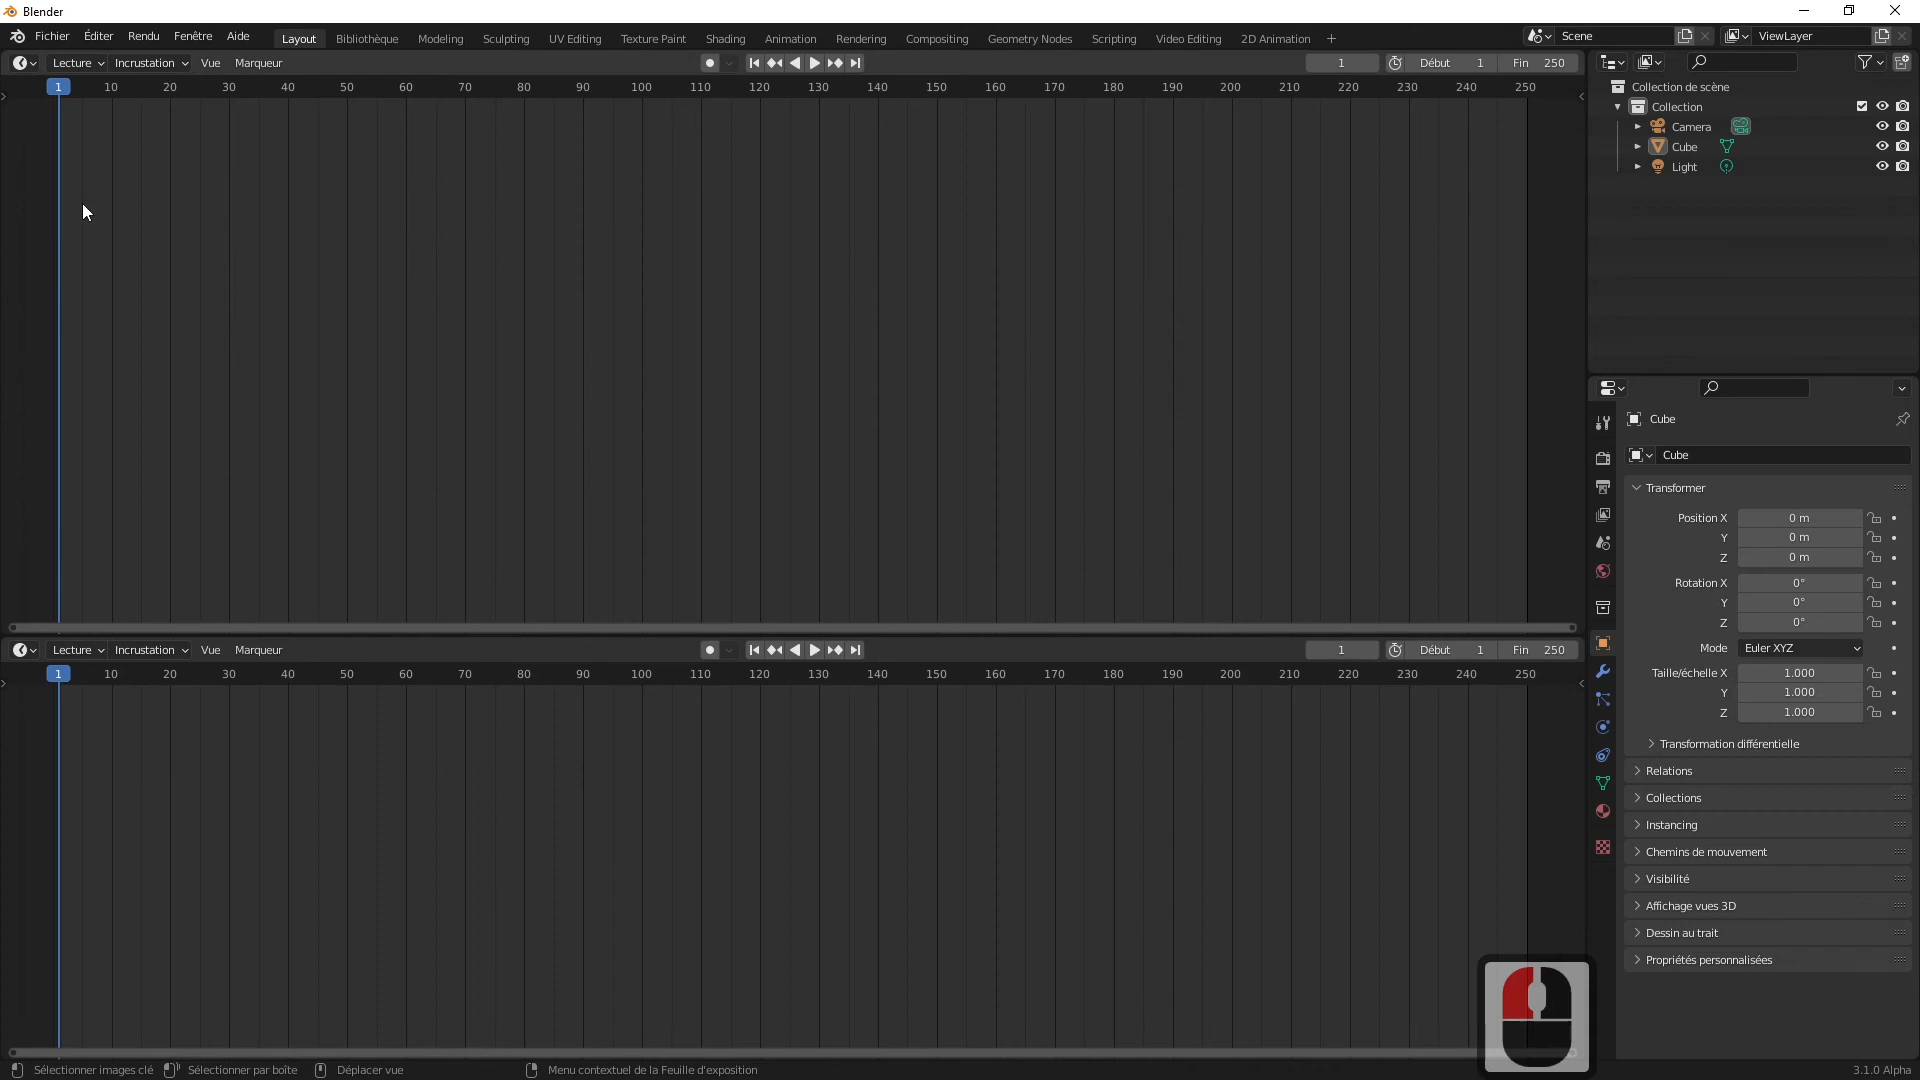 Blender
Fichier Éditer Rendu Fenêtre Aide Layout Bibliothèque Modeling Sculpting UV Editing Texture Paint Shading Animation Rendering Compositing Geometry Nodes Scripting Video Editing 2D Animation + Scene ViewLayer
Lecture Incrustation Vue Marqueur 1 Début 1 Fin 250
1 10 20 30 40 50 60 70 80 90 100 110 120 130 140 150 160 170 180 190 200 210 220 230 240 250
Collection de scène
Collection
Camera
Cube
Light
Cube
Cube
Transformer
Position X 0 m
Y 0 m
Z 0 m
Rotation X 0°
Y 0°
Z 0°
Mode Euler XYZ
Taille/échelle X 1.000
Y 1.000
Z 1.000
Transformation différentielle
Relations
Collections
Instancing
Chemins de mouvement
Visibilité
Affichage vues 3D
Dessin au trait
Propriétés personnalisées
Lecture Incrustation Vue Marqueur 1 Début 1 Fin 250
1 10 20 30 40 50 60 70 80 90 100 110 120 130 140 150 160 170 180 190 200 210 220 230 240 250
Sélectionner images clé Sélectionner par boîte Déplacer vue Menu contextuel de la Feuille d'exposition 3.1.0 Alpha